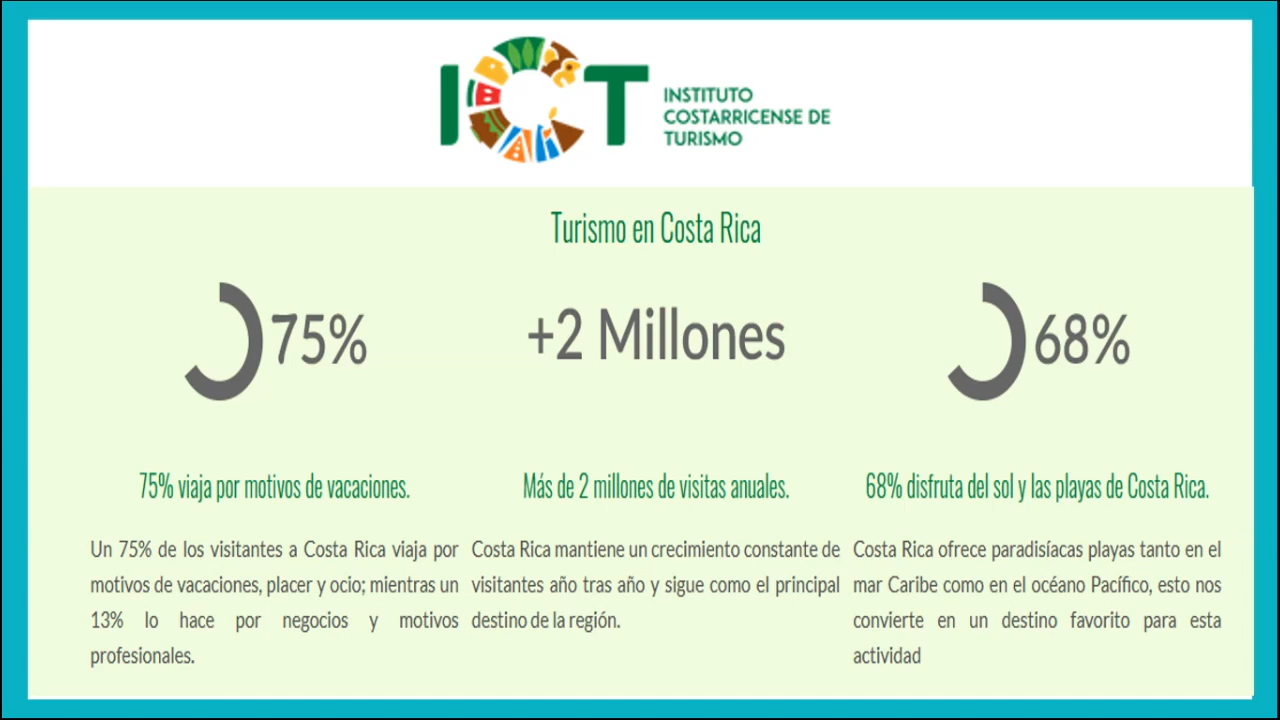 ICT
INSTITUTO
COSTARRICENSE DE
TURISMO
Turismo en Costa Rica
75%
+2 Millones
68%
75% viaja por motivos de vacaciones.
Un 75% de los visitantes a Costa Rica viaja por
motivos de vacaciones, placer y ocio; mientras un
13% lo hace por negocios y motivos
profesionales.
Más de 2 millones de visitas anuales.
Costa Rica mantiene un crecimiento constante de
visitantes año tras año y sigue como el principal
destino de la región.
68% disfruta del sol y las playas de Costa Rica.
Costa Rica ofrece paradisíacas playas tanto en el
mar Caribe como en el océano Pacífico, esto nos
convierte en un destino favorito para esta
actividad